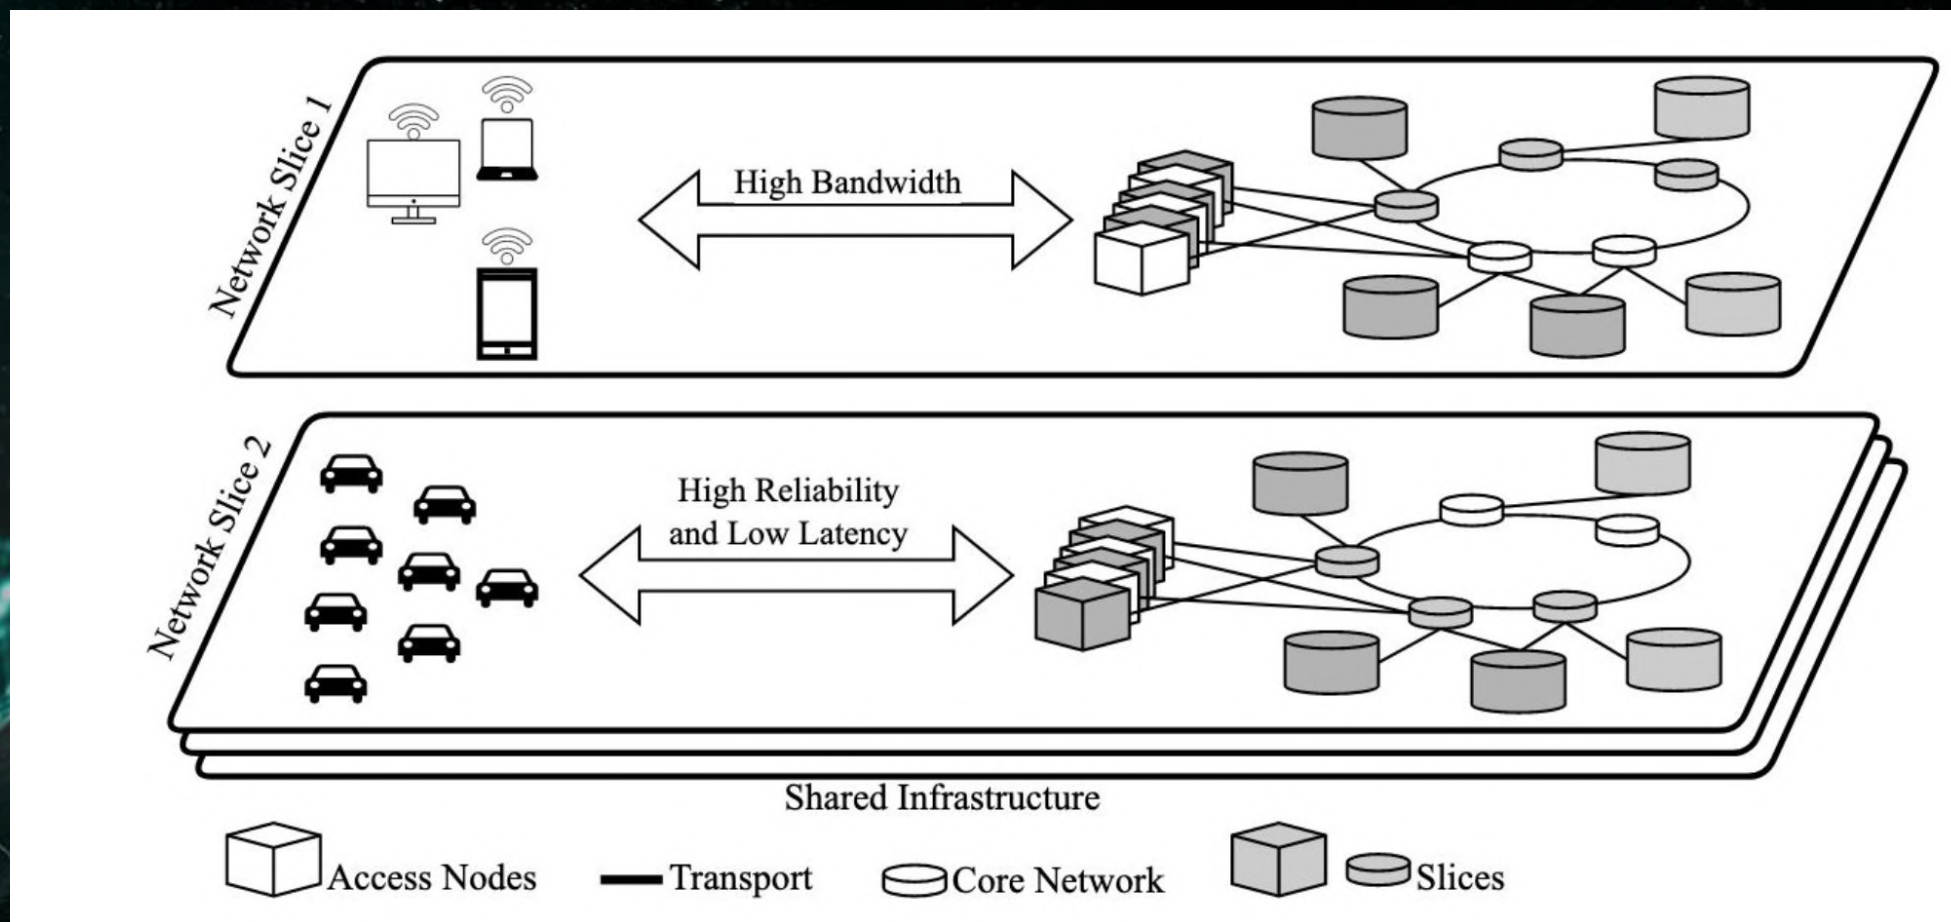 Network Slice 1
High Bandwidth
Network Slice 2
High Reliability
and Low Latency
Shared Infrastructure
Access Nodes
Transport
Core Network
Slices